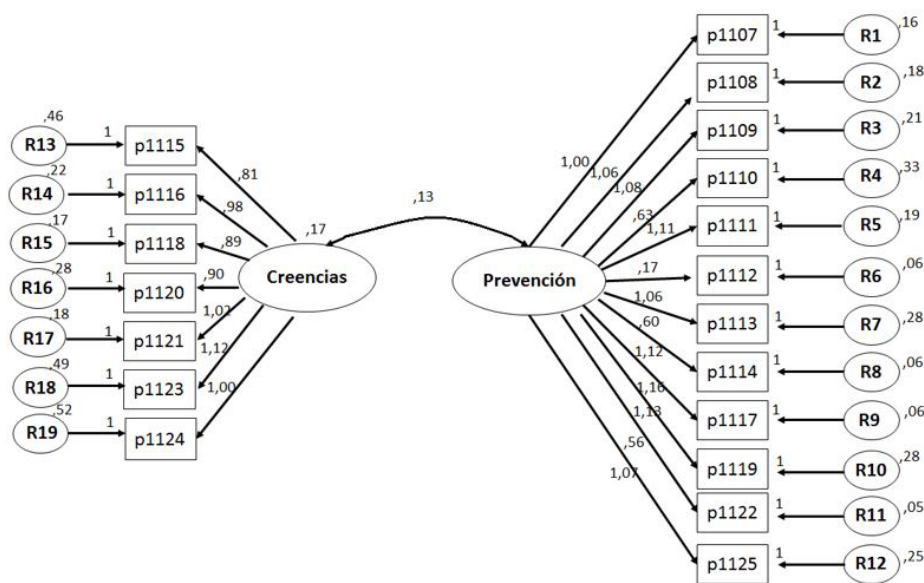 ,16
p1107
1
R1
,18
p1108
1
R2
,21
p1109
1
R3
,33
p1110
1
R4
,19
p1111
1
R5
,06
p1112
1
R6
,28
p1113
1
R7
,06
p1114
1
R8
,06
p1117
1
R9
,28
p1119
1
R10
,05
p1122
1
R11
,25
p1125
1
R12
,46
R13
1
p1115
,22
R14
1
p1116
,17
R15
1
p1118
,28
R16
1
p1120
,18
R17
1
p1121
,49
R18
1
p1123
,52
R19
1
p1124
,81
,98
,89
,90
1,02
1,12
1,00
,17
Creencias
,13
Prevención
1,00
1,06
1,08
,63
1,11
,17
1,06
,60
1,12
1,16
1,13
,56
1,07